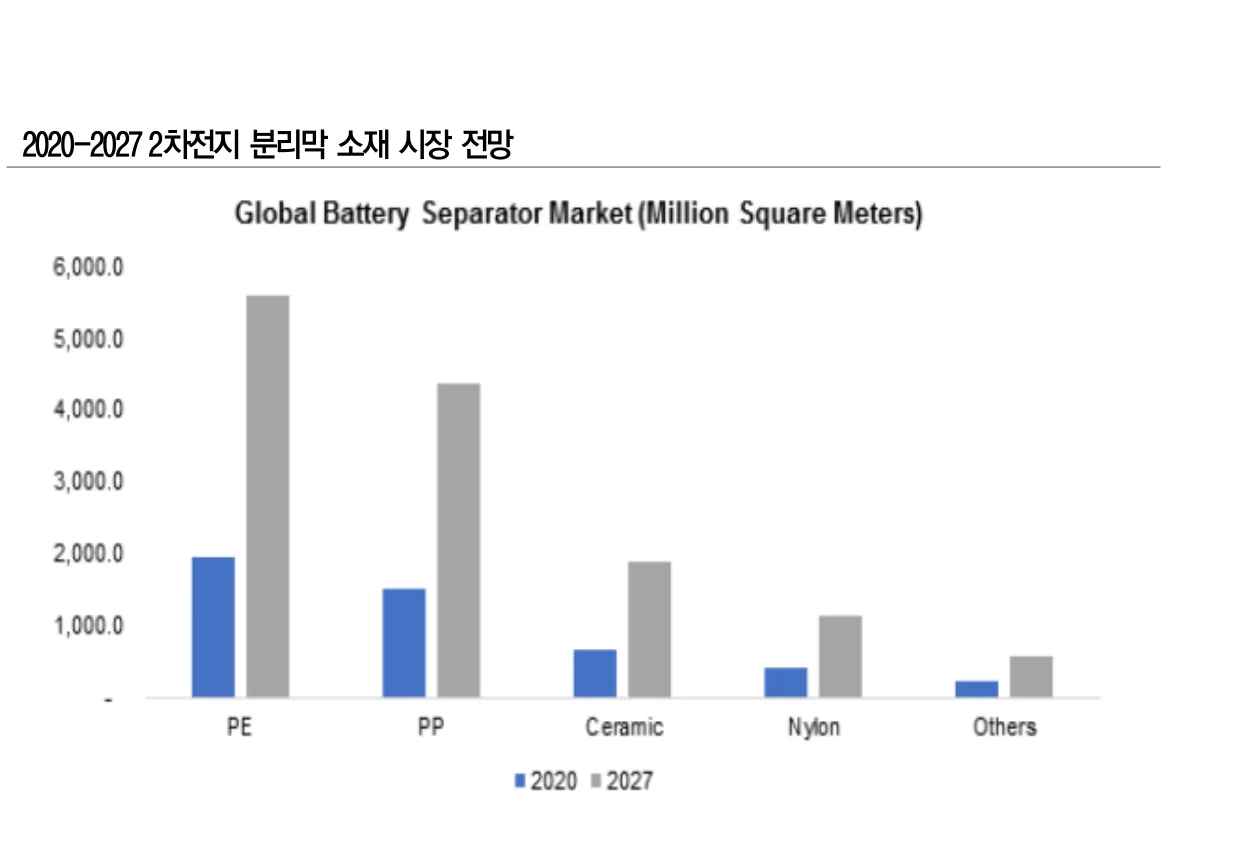 2020-2027 2차전지 분리막 소재 시장 전망
Global Battery Separator Market (Million Square Meters)
6,000.0
5,000.0
4,000.0
3,000.0
2,000.0
1,000.0
-
PE PP Ceramic Nylon Others
2020 2027